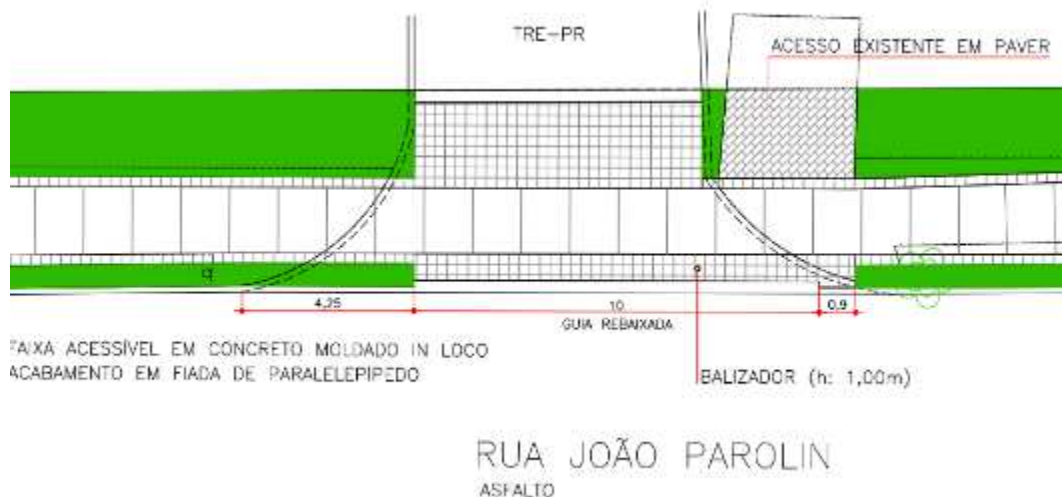 TRE-PR
ACESSO EXISTENTE EM PAVER
4,25
10
0.9
GUIA REBAIXADA
FAIXA ACESSÍVEL EM CONCRETO MOLDADO IN LOCO
ACABAMENTO EM FIADA DE PARALELEPÍPEDO
BALIZADOR (h: 1,00m)
RUA JOÃO PAROLIN
ASFALTO